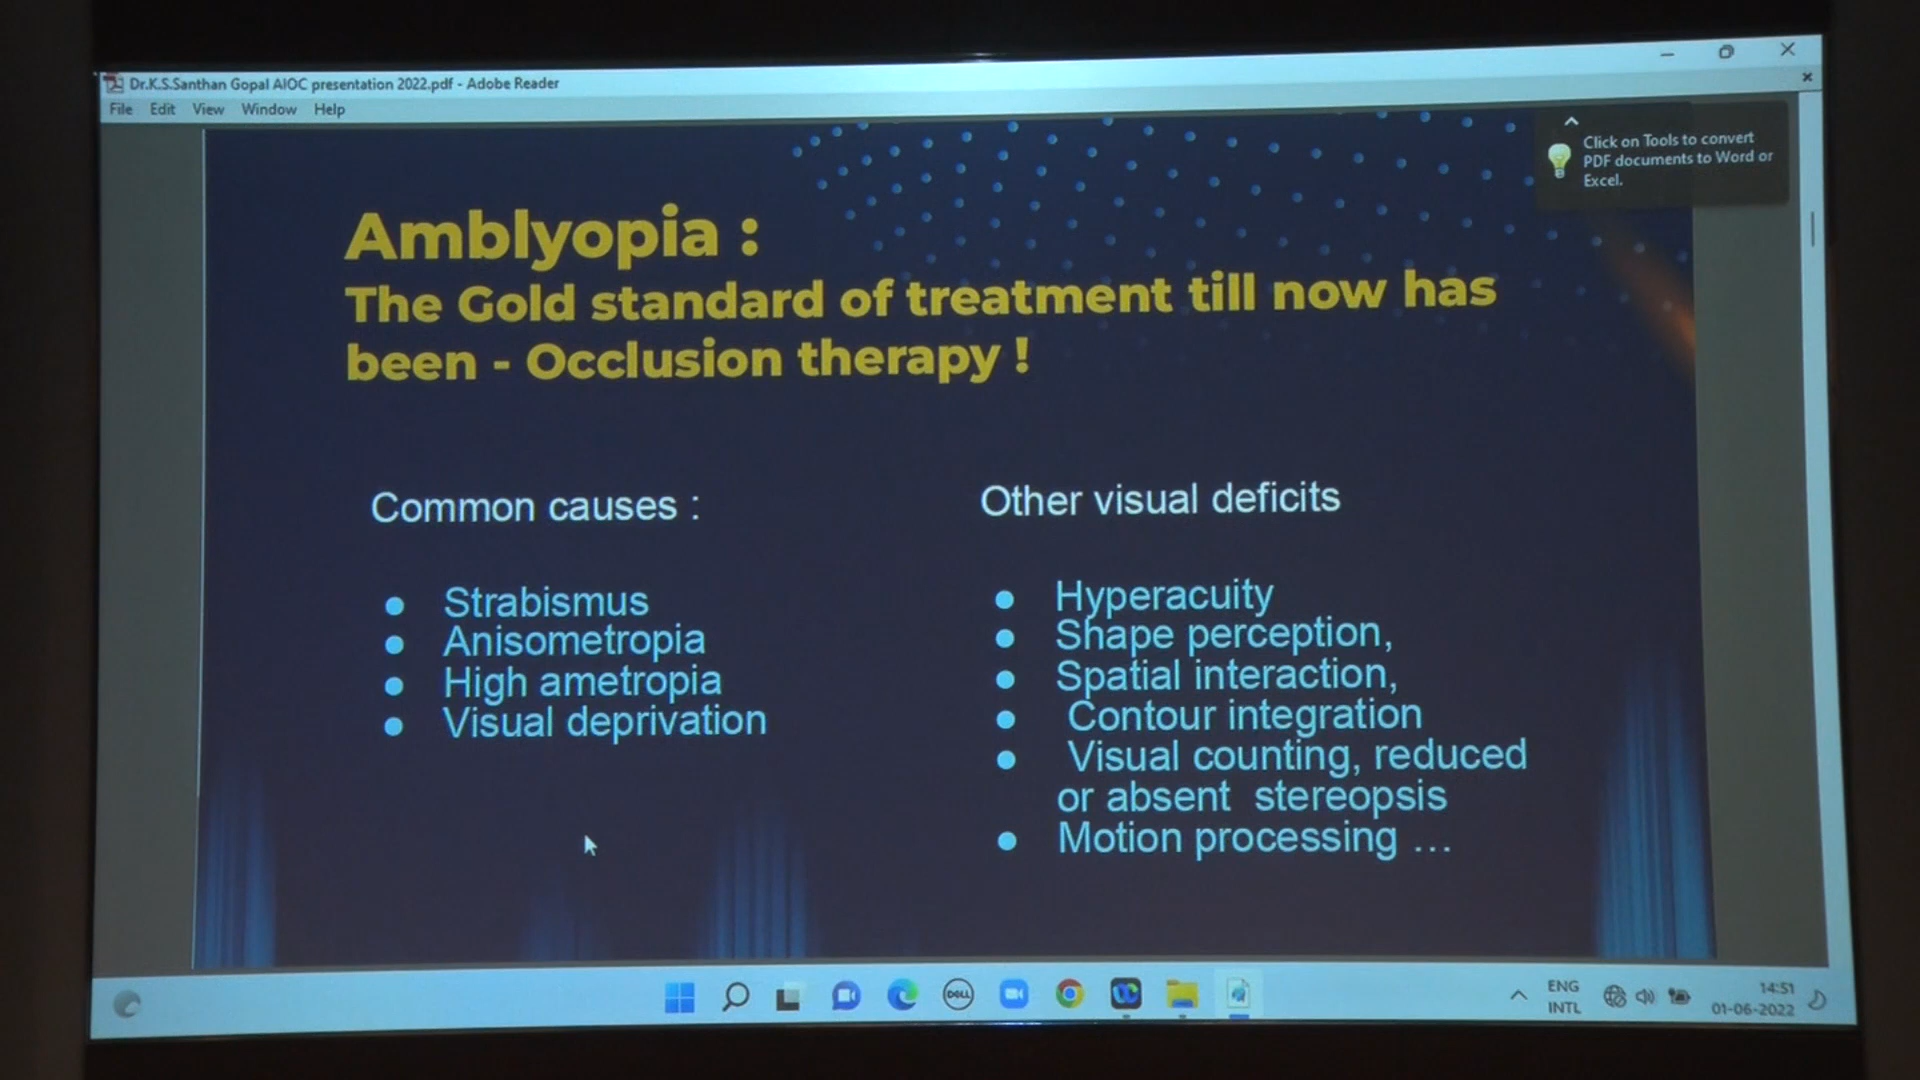 Dr.K.S.Santhan Gopal AIOC presentation 2022.pdf - Adobe Reader
File Edit View Window Help
Click on Tools to convert
PDF documents to Word or
Excel.
Amblyopia :
The Gold standard of treatment till now has
been - Occlusion therapy !
Common causes :
● Strabismus
● Anisometropia
● High ametropia
● Visual deprivation
Other visual deficits
● Hyperacuity
● Shape perception,
● Spatial interaction,
● Contour integration
● Visual counting, reduced
or absent stereopsis
● Motion processing ...
DELL
ENG
INTL
14:51
01-06-2022